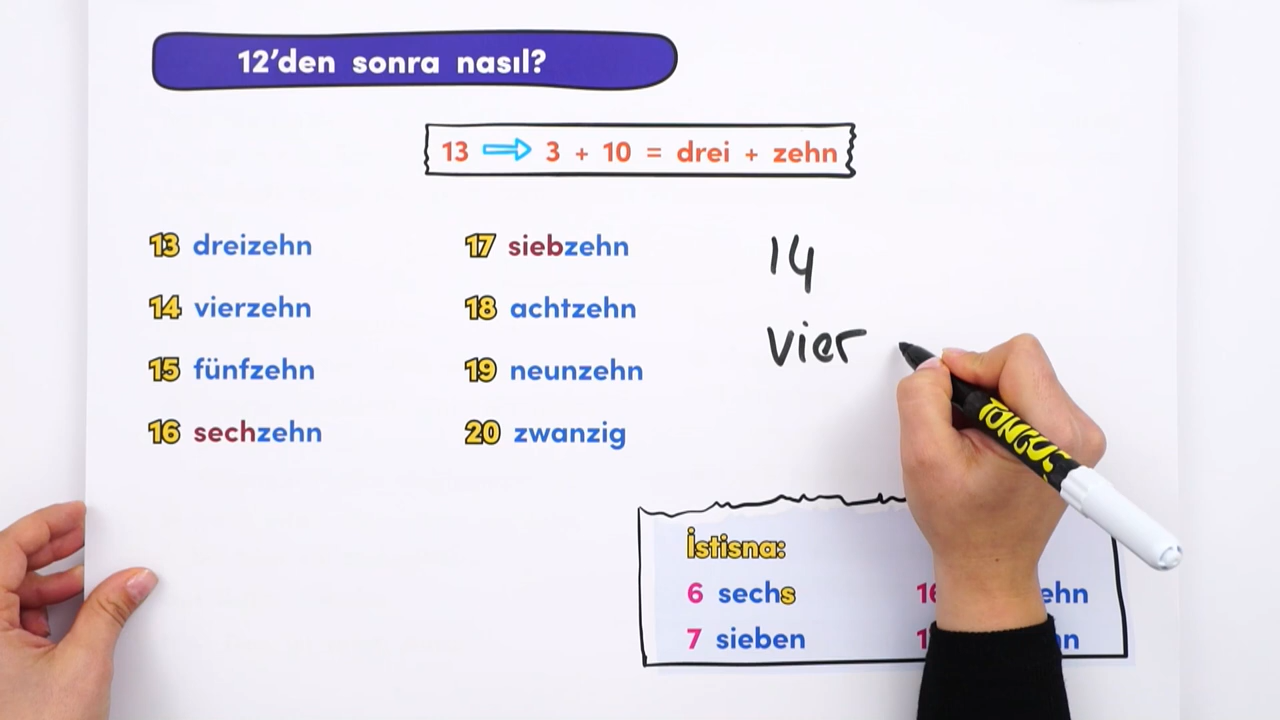 12'den sonra nasıl?
13 ⇒ 3 + 10 = drei + zehn
13 dreizehn
14 vierzehn
15 fünfzehn
16 sechzehn
17 siebzehn
18 achtzehn
19 neunzehn
20 zwanzig
14
vier
TONGUÇ
İstisna:
6 sechs
7 sieben